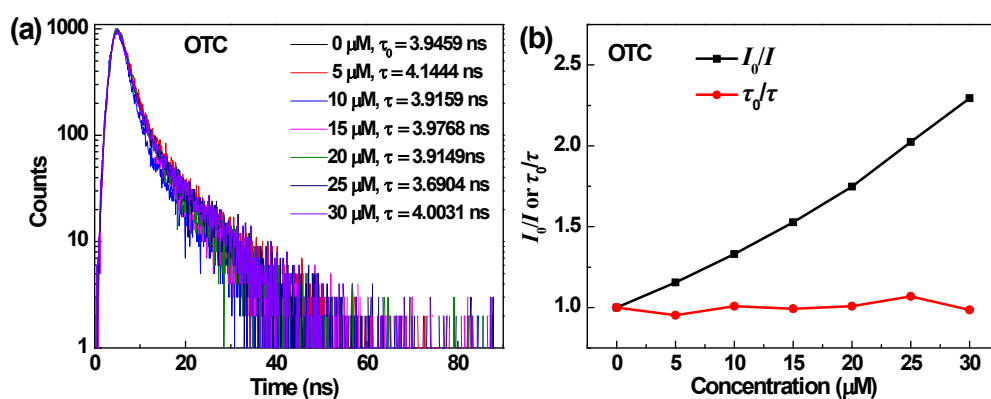 (a)
OTC
0 μM, τ0 = 3.9459 ns
5 μM, τ = 4.1444 ns
10 μM, τ = 3.9159 ns
15 μM, τ = 3.9768 ns
20 μM, τ = 3.9149ns
25 μM, τ = 3.6904 ns
30 μM, τ = 4.0031 ns
1000
100
10
1
Counts
0 20 40 60 80
Time (ns)
(b)
OTC
I0/I
τ0/τ
2.5
2.0
1.5
1.0
I0/I or τ0/τ
0 5 10 15 20 25 30
Concentration (μM)